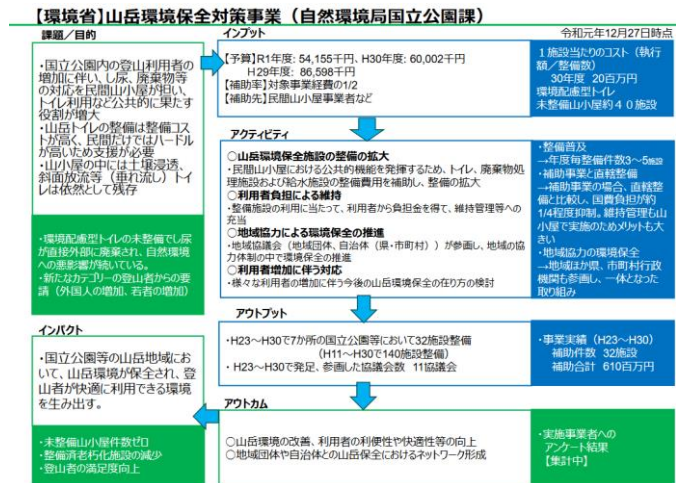 【環境省】山岳環境保全対策事業（自然環境局国立公園課）
令和元年12月27日時点
課題／目的
・国立公園内の登山利用者の
増加に伴い、し尿、廃棄物等
の対応を民間山小屋が担い、
トイレ利用など公共的に果たす
役割が増大
・山岳トイレの整備は整備コス
トが高く、民間だけではハードル
が高いため支援が必要
・山小屋の中には土壌浸透、
斜面放流等（垂れ流し）トイ
レは依然として残存
・環境配慮型トイレの未整備でし尿
が直接外部に廃棄され、自然環境
への悪影響が続いている。
・新たなカテゴリーの登山者からの要
請（外国人の増加、若者の増加）
インプット
【予算】R1年度: 54,155千円、H30年度: 60,002千円
H29年度: 86,598千円
【補助率】対象事業経費の1/2
【補助先】民間山小屋事業者など
１施設当たりのコスト（執行
額／整備数）
30年度 20百万円
環境配慮型トイレ
未整備山小屋約４０施設
アクティビティ
○山岳環境保全施設の整備の拡大
・民間山小屋における公共的機能を発揮するため、トイレ、廃棄物処
理施設および給水施設の整備費用を補助し、整備の拡大
○利用者負担による維持
・整備施設の利用に当たって、利用者から負担金を得て、維持管理等への
充当
○地域協力による環境保全の推進
・地域協議会（地域団体、自治体（県・市町村））が参画し、地域の協
力体制の中で環境保全の推進
○利用者増加に伴う対応
・様々な利用者の増加に伴う今後の山岳環境保全の在り方の検討
・整備普及
→年度毎整備件数3～5施設
・補助事業と直轄整備
→補助事業の場合、直轄整
備と比較し、国費負担が約
1/4程度抑制。維持管理も山
小屋で実施のためメリットも大
きい
・地域協力の環境保全
→地域ほか県、市町村行政
機関も参画し、一体となった
取り組み
アウトプット
・H23～H30で7か所の国立公園等において32施設整備
（H11～H30で140施設整備）
・H23～H30で発足、参画した協議会数 11協議会
・事業実績（H23～H30）
補助件数 32施設
補助合計 610百万円
アウトカム
○山岳環境の改善、利用者の利便性や快適性等の向上
○地域団体や自治体との山岳保全におけるネットワーク形成
・実施事業者への
アンケート結果
【集計中】
インパクト
・国立公園等の山岳地域にお
いて、山岳環境が保全され、登
山者が快適に利用できる環境
を生み出す。
・未整備山小屋件数ゼロ
・整備済老朽化施設の減少
・登山者の満足度向上